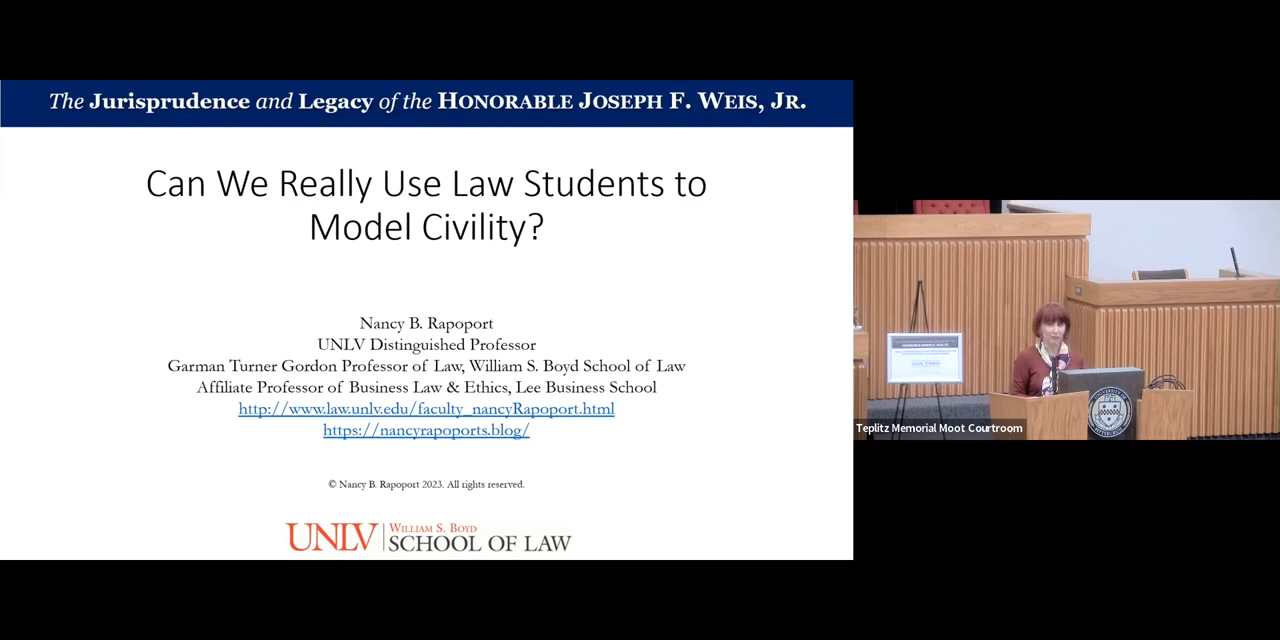 The Jurisprudence and Legacy of the HONORABLE JOSEPH F. WEIS, JR.
Can We Really Use Law Students to
Model Civility?
Nancy B. Rapoport
UNLV Distinguished Professor
Garman Turner Gordon Professor of Law, William S. Boyd School of Law
Affiliate Professor of Business Law & Ethics, Lee Business School
http://www.law.unlv.edu/faculty_nancyRapoport.html
https://nancyrapoports.blog/
© Nancy B. Rapoport 2023. All rights reserved.
UNLV
WILLIAM S. BOYD
SCHOOL OF LAW
Teplitz Memorial Moot Courtroom